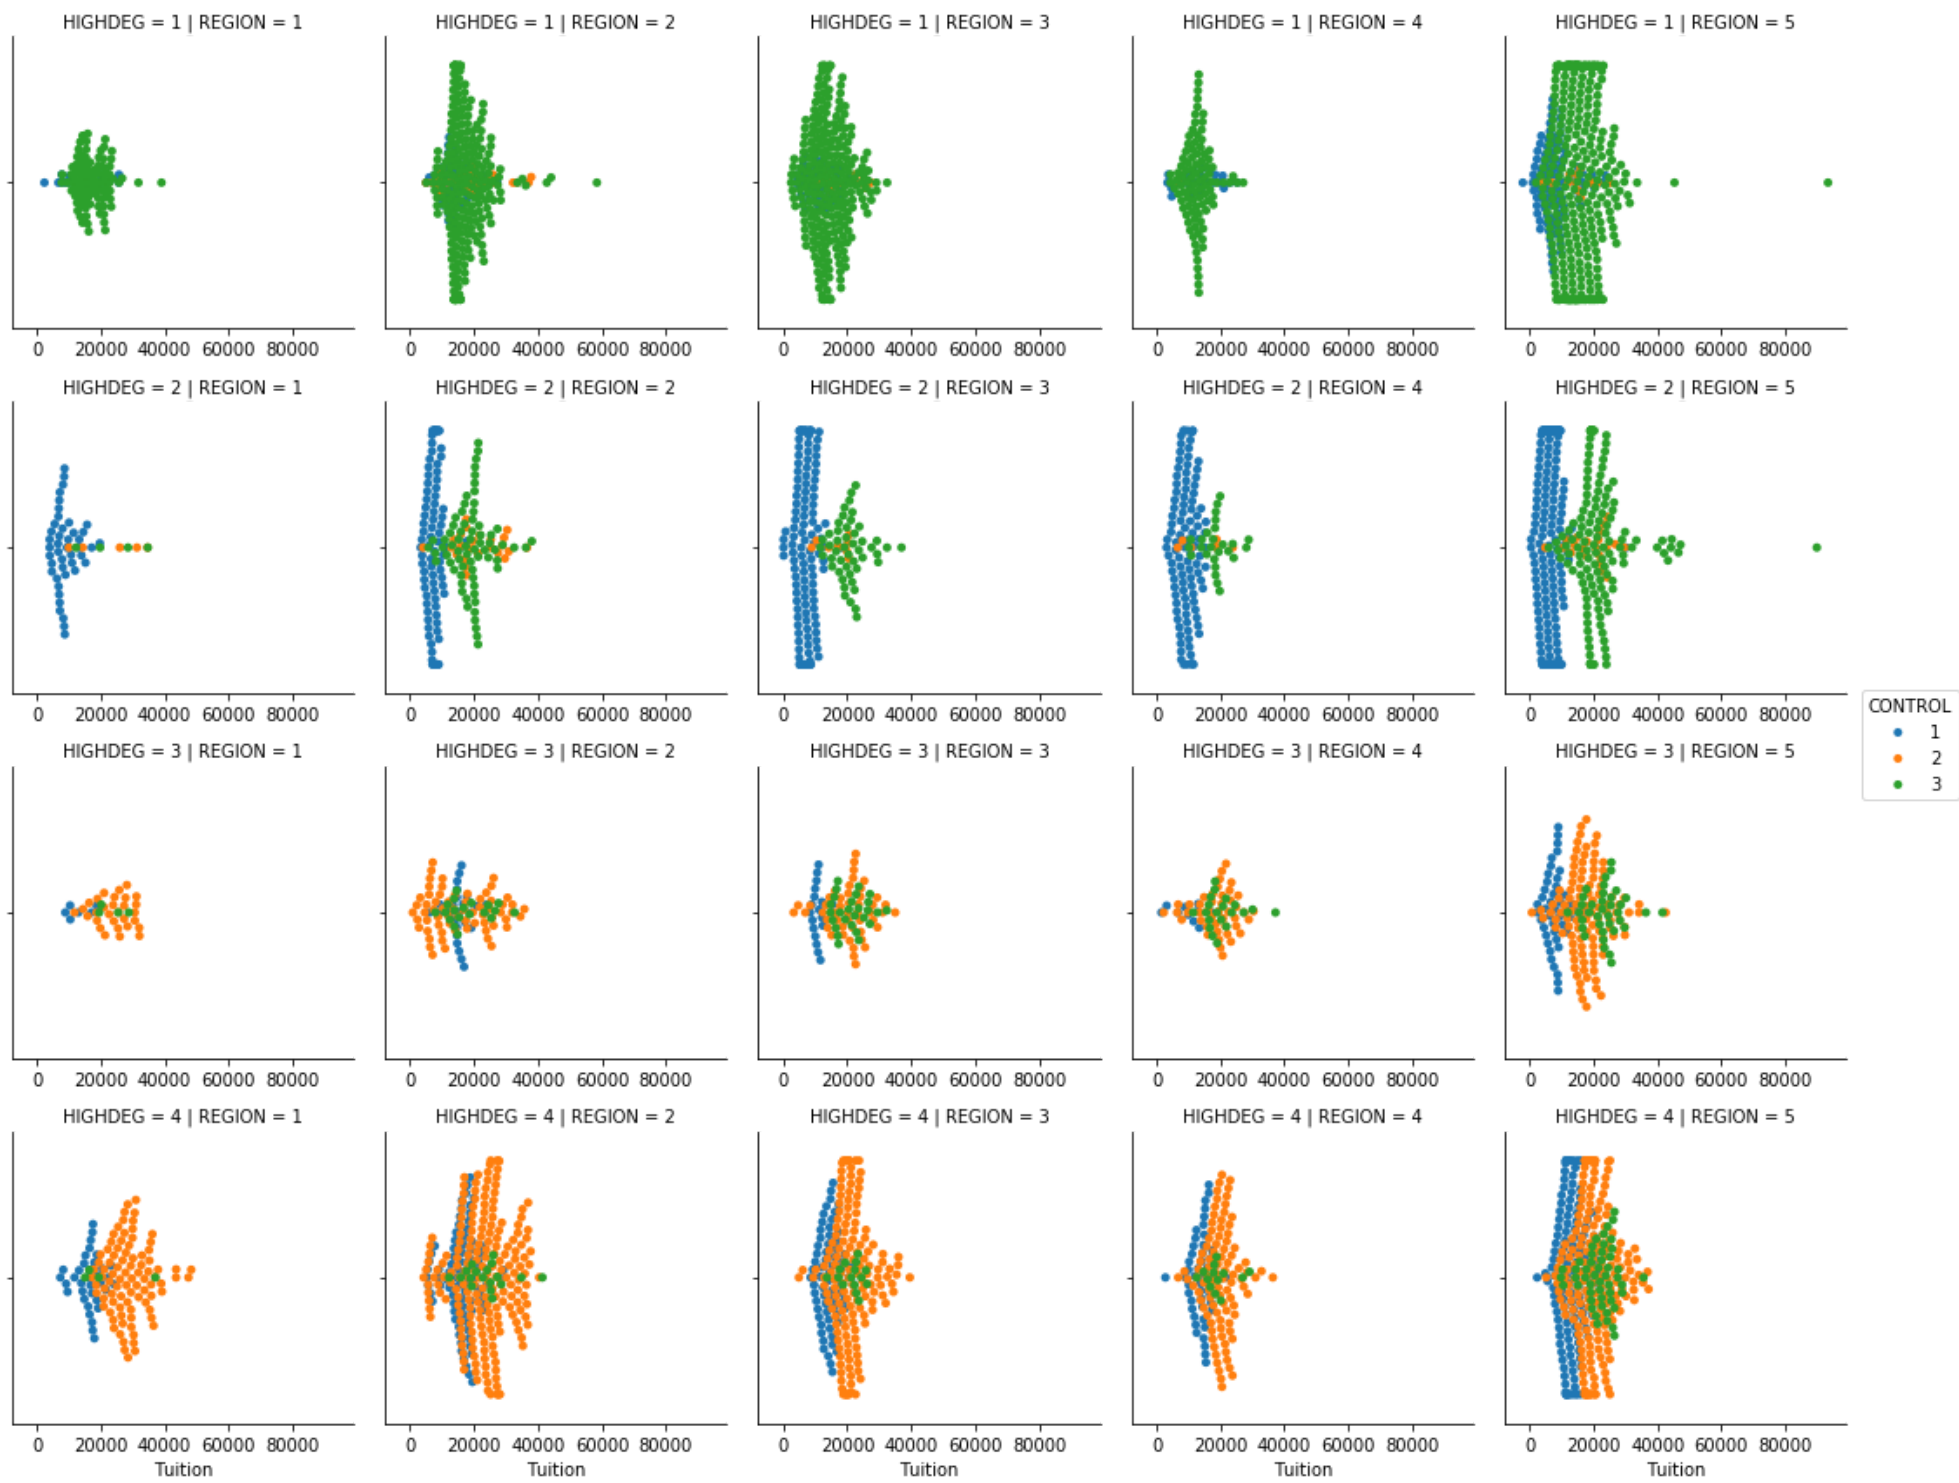 HIGHDEG = 1 | REGION = 1
HIGHDEG = 1 | REGION = 2
HIGHDEG = 1 | REGION = 3
HIGHDEG = 1 | REGION = 4
HIGHDEG = 1 | REGION = 5
0 20000 40000 60000 80000
0 20000 40000 60000 80000
0 20000 40000 60000 80000
0 20000 40000 60000 80000
0 20000 40000 60000 80000
HIGHDEG = 2 | REGION = 1
HIGHDEG = 2 | REGION = 2
HIGHDEG = 2 | REGION = 3
HIGHDEG = 2 | REGION = 4
HIGHDEG = 2 | REGION = 5
0 20000 40000 60000 80000
0 20000 40000 60000 80000
0 20000 40000 60000 80000
0 20000 40000 60000 80000
0 20000 40000 60000 80000
CONTROL
1
2
3
HIGHDEG = 3 | REGION = 1
HIGHDEG = 3 | REGION = 2
HIGHDEG = 3 | REGION = 3
HIGHDEG = 3 | REGION = 4
HIGHDEG = 3 | REGION = 5
0 20000 40000 60000 80000
0 20000 40000 60000 80000
0 20000 40000 60000 80000
0 20000 40000 60000 80000
0 20000 40000 60000 80000
HIGHDEG = 4 | REGION = 1
HIGHDEG = 4 | REGION = 2
HIGHDEG = 4 | REGION = 3
HIGHDEG = 4 | REGION = 4
HIGHDEG = 4 | REGION = 5
0 20000 40000 60000 80000
0 20000 40000 60000 80000
0 20000 40000 60000 80000
0 20000 40000 60000 80000
0 20000 40000 60000 80000
Tuition
Tuition
Tuition
Tuition
Tuition